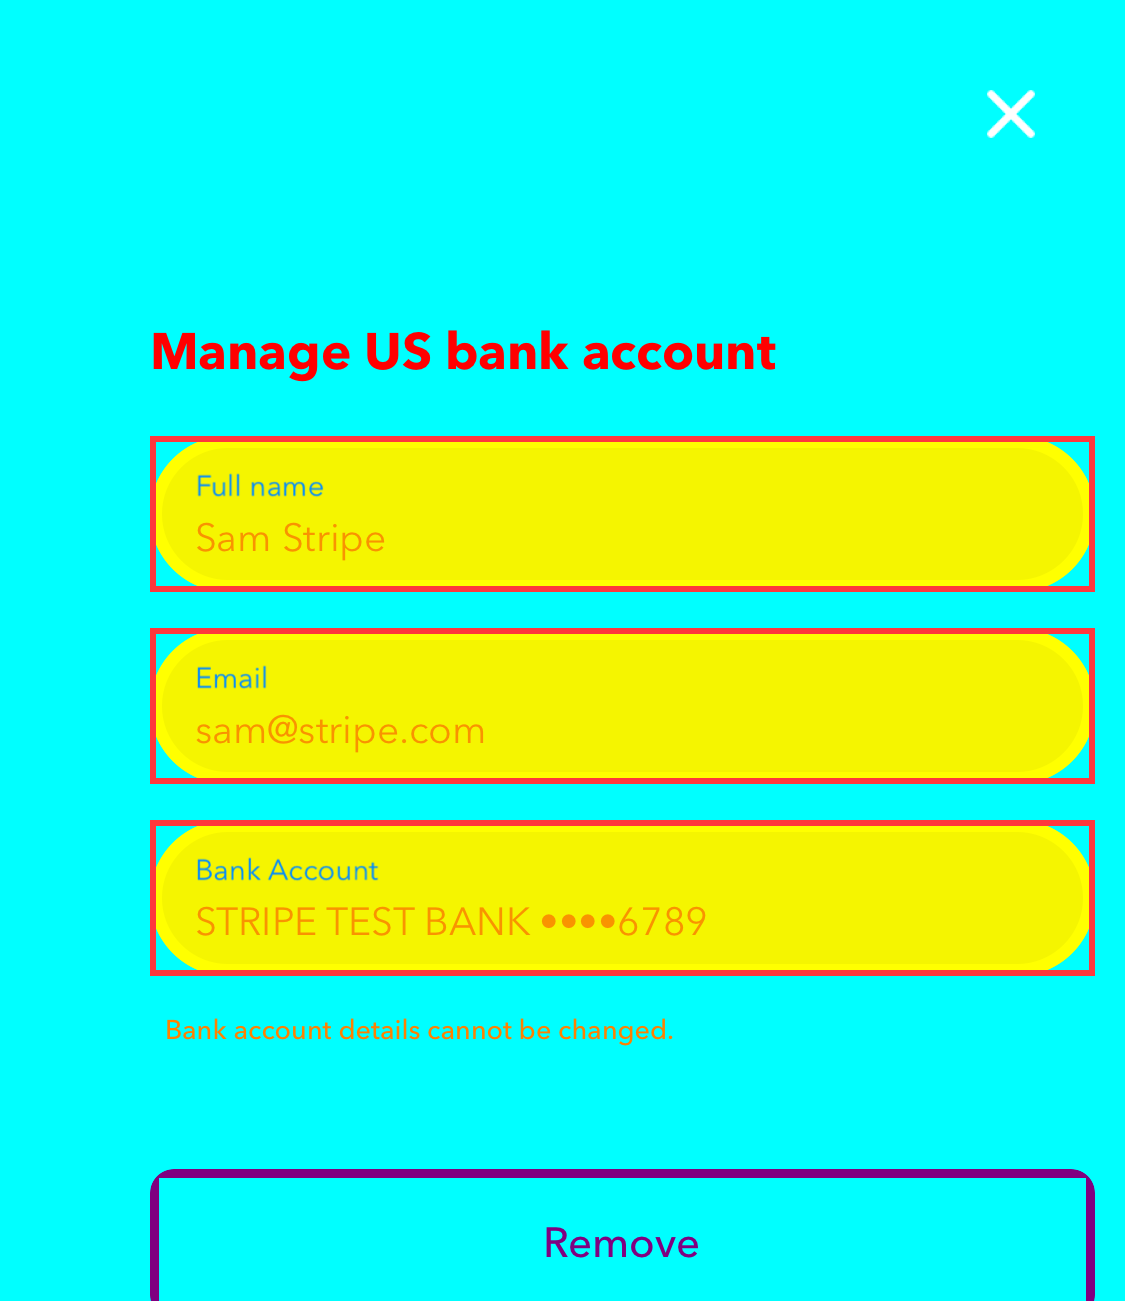 Manage US bank account
Full name
Sam Stripe
Email
sam@stripe.com
Bank Account
STRIPE TEST BANK ••••6789
Bank account details cannot be changed.
Remove